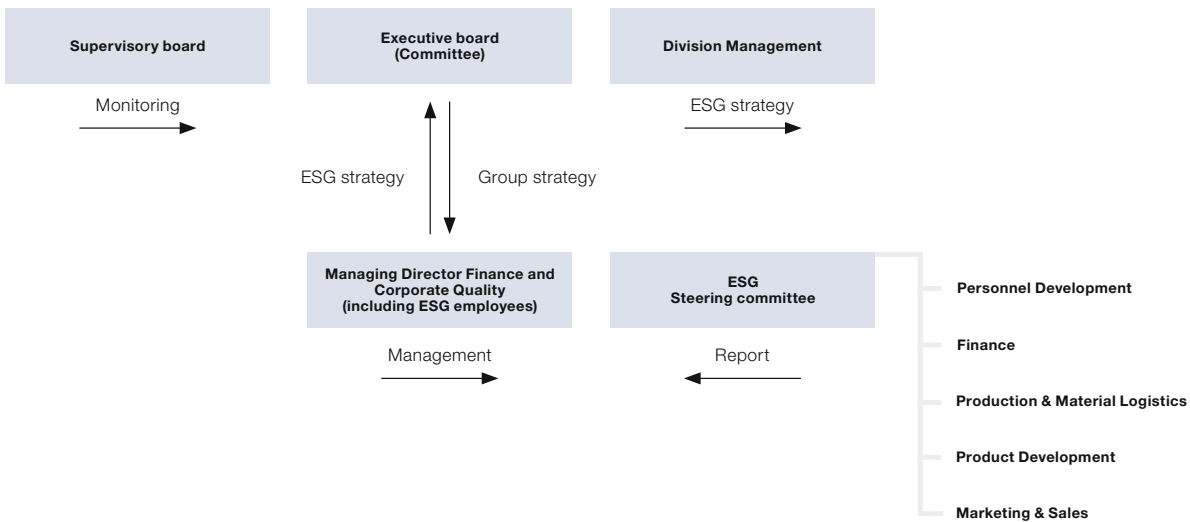 Supervisory board
Executive board
(Committee)
Division Management
Monitoring
ESG strategy
ESG strategy
Group strategy
Managing Director Finance and
Corporate Quality
(including ESG employees)
ESG
Steering committee
Management
Report
Personnel Development
Finance
Production & Material Logistics
Product Development
Marketing & Sales